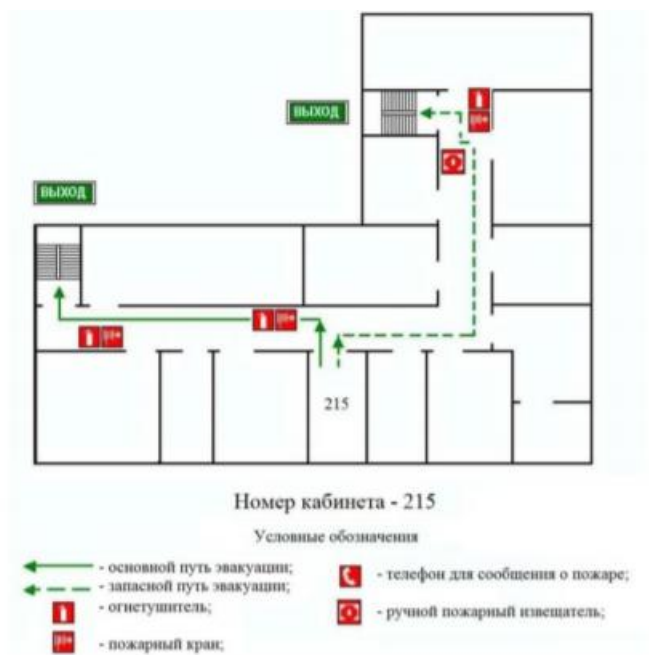 ВЫХОД
ВЫХОД
215
Номер кабинета - 215
Условные обозначения
- основной путь эвакуации;
- запасной путь эвакуации;
- огнетушитель;
- пожарный кран;
- телефон для сообщения о пожаре;
- ручной пожарный извещатель;